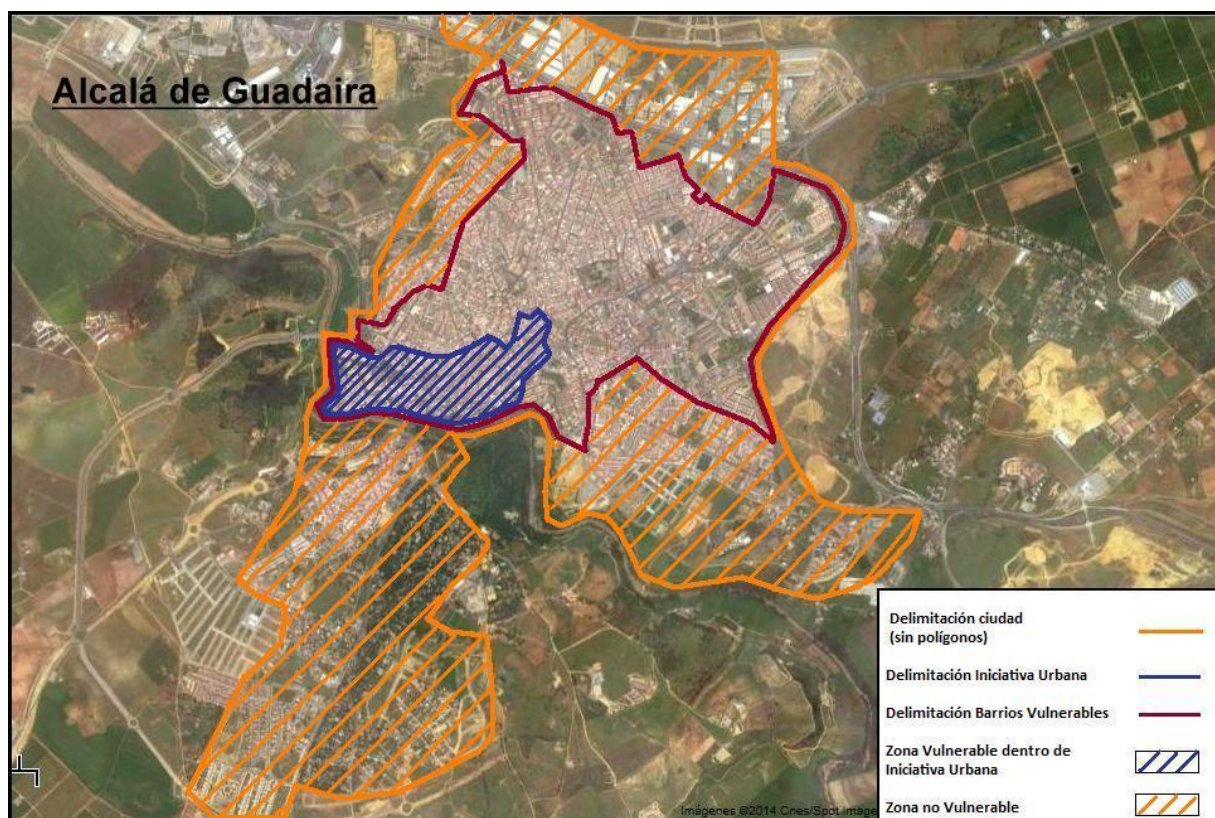 Alcalá de Guadaira
Delimitación ciudad
(sin polígonos)
Delimitación Iniciativa Urbana
Delimitación Barrios Vulnerables
Zona Vulnerable dentro de
Iniciativa Urbana
Zona no Vulnerable
Imágenes ©2014 Cnes/Spot Image